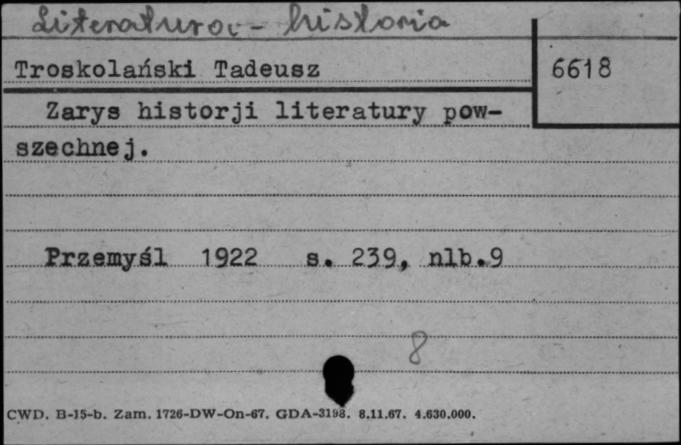 Literatura - historia
Troskolański Tadeusz
6618
Zarys historji literatury pow-
szechnej.
Przemyśl 1922 s. 239, nlb.9
8
CWD. B-15-b. Zam. 1726-DW-On-67. GDA-3198. 8.11.67. 4.630.000.